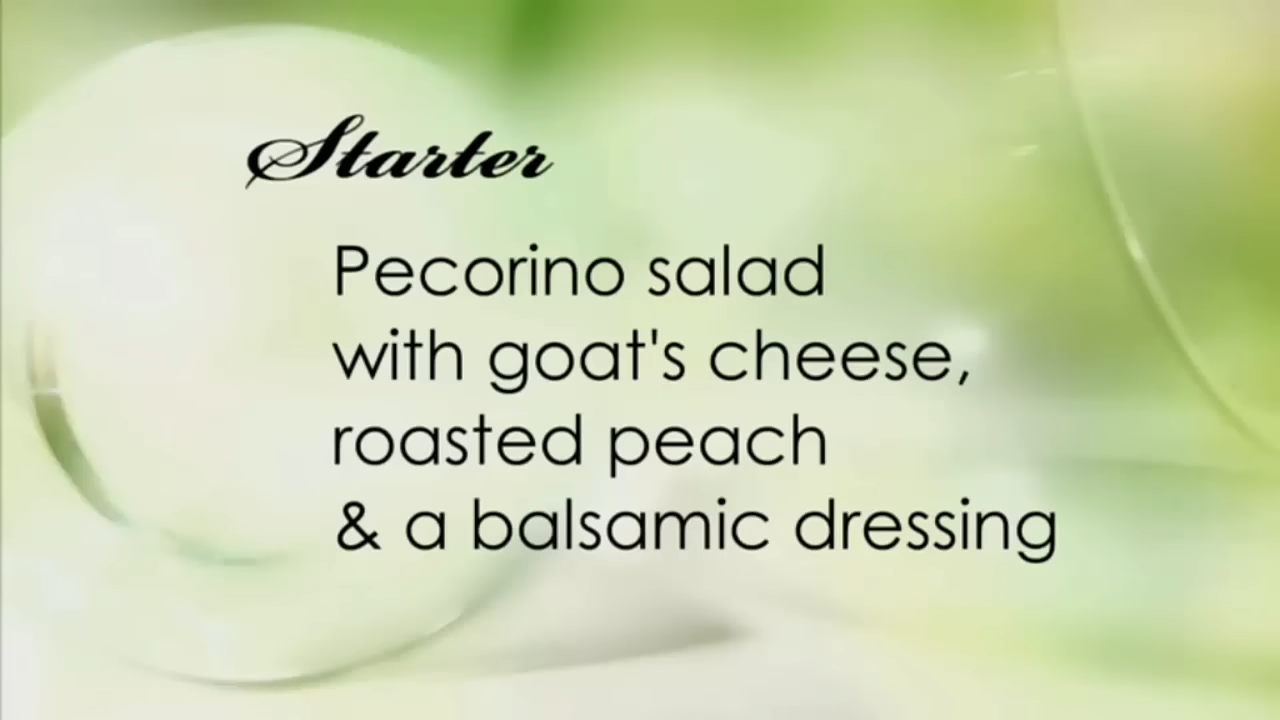 Starter
Pecorino salad
with goat's cheese,
roasted peach
& a balsamic dressing